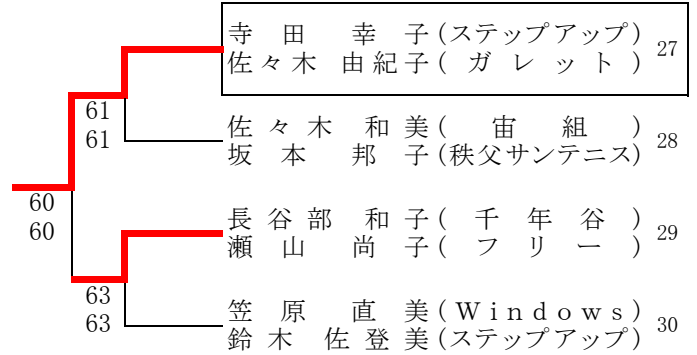 寺田 幸子(ステップアップ) 27
佐々木 由紀子(ガレット)
61
61
佐々木 和美(宙組) 28
坂本 邦子(秩父サンテニス)
60
60
長谷部 和子(千年谷) 29
瀬山 尚子(フリー)
63
63
笠原 直美(Windows) 30
鈴木 佐登美(ステップアップ)